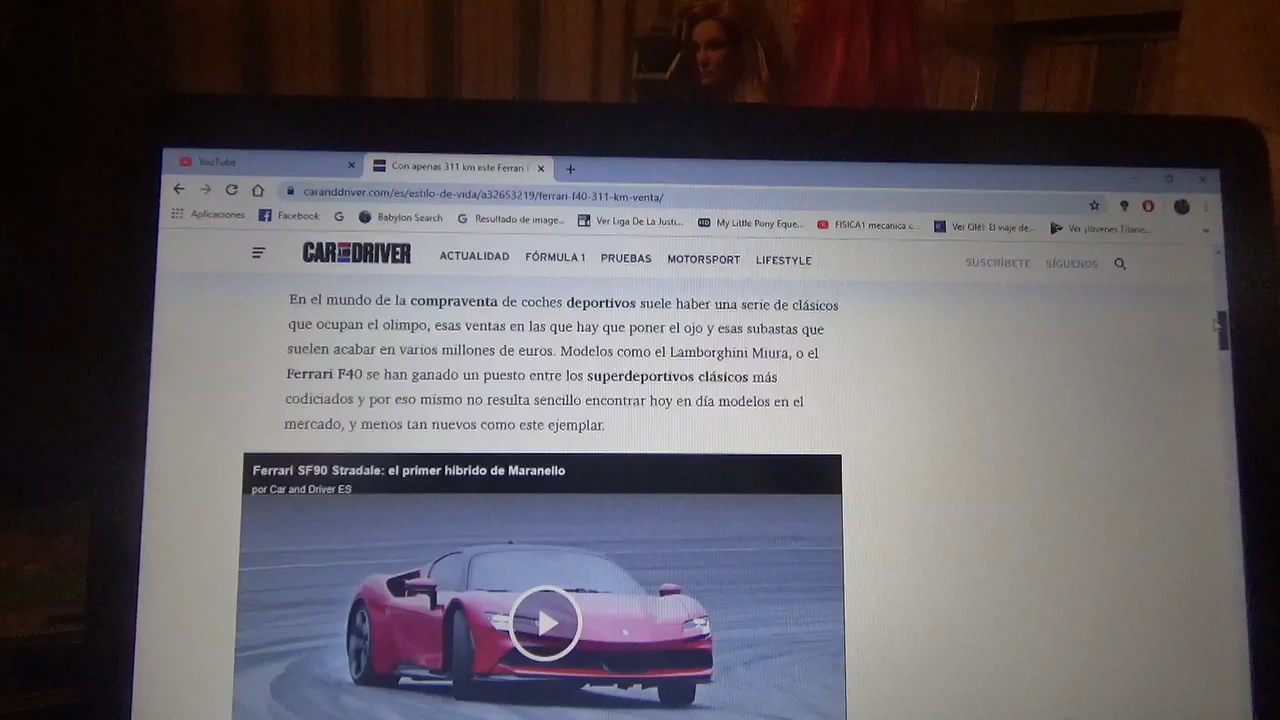 YouTube
Con apenas 311 km este Ferrari
caranddriver.com/es/estilo-de-vida/a32653219/ferrari-f40-311-km-venta/
Aplicaciones Facebook Babylon Search Resultado de image... Ver Liga De La Justi... My Little Pony Eque... FISICA1 mecanica c... Ver Olé!: El viaje de... Ver ¡Jóvenes Titane...
CAR AND DRIVER ACTUALIDAD FÓRMULA 1 PRUEBAS MOTORSPORT LIFESTYLE SUSCRÍBETE SÍGUENOS
En el mundo de la compraventa de coches deportivos suele haber una serie de clásicos
que ocupan el olimpo, esas ventas en las que hay que poner el ojo y esas subastas que
suelen acabar en varios millones de euros. Modelos como el Lamborghini Miura, o el
Ferrari F40 se han ganado un puesto entre los superdeportivos clásicos más
codiciados y por eso mismo no resulta sencillo encontrar hoy en día modelos en el
mercado, y menos tan nuevos como este ejemplar.
Ferrari SF90 Stradale: el primer híbrido de Maranello
por Car and Driver ES